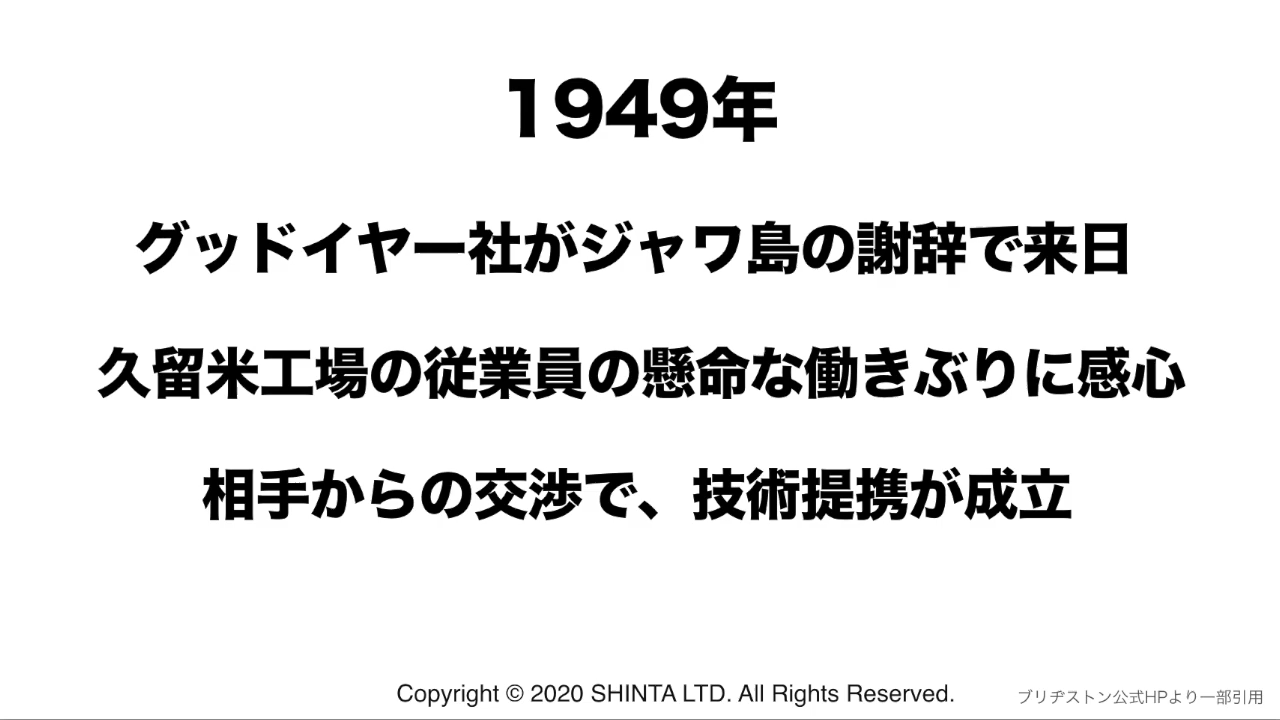 1949年
グッドイヤー社がジャワ島の謝辞で来日
久留米工場の従業員の懸命な働きぶりに感心
相手からの交渉で、技術提携が成立
Copyright © 2020 SHINTA LTD. All Rights Reserved.
ブリヂストン公式HPより一部引用